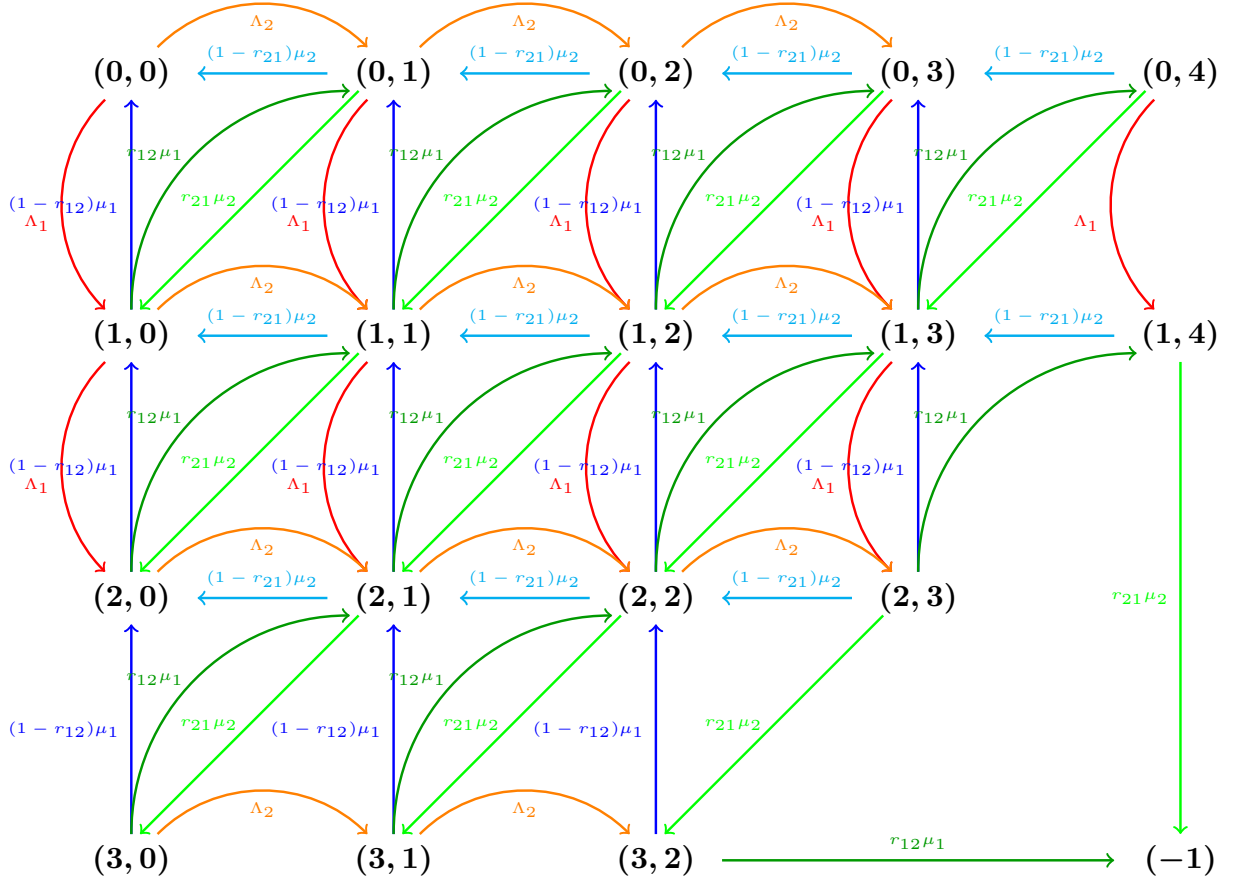 Λ₂ Λ₂ Λ₂
(1 − r₂₁)μ₂ (1 − r₂₁)μ₂ (1 − r₂₁)μ₂ (1 − r₂₁)μ₂
(0, 0) (0, 1) (0, 2) (0, 3) (0, 4)
r₁₂μ₁ r₁₂μ₁ r₁₂μ₁ r₁₂μ₁
r₂₁μ₂ r₂₁μ₂ r₂₁μ₂ r₂₁μ₂
(1 − r₁₂)μ₁ (1 − r₁₂)μ₁ (1 − r₁₂)μ₁ (1 − r₁₂)μ₁
Λ₁ Λ₁ Λ₁ Λ₁ Λ₁
Λ₂ Λ₂ Λ₂
(1 − r₂₁)μ₂ (1 − r₂₁)μ₂ (1 − r₂₁)μ₂ (1 − r₂₁)μ₂
(1, 0) (1, 1) (1, 2) (1, 3) (1, 4)
r₁₂μ₁ r₁₂μ₁ r₁₂μ₁ r₁₂μ₁
r₂₁μ₂ r₂₁μ₂ r₂₁μ₂
(1 − r₁₂)μ₁ (1 − r₁₂)μ₁ (1 − r₁₂)μ₁ (1 − r₁₂)μ₁
Λ₁ Λ₁ Λ₁ Λ₁
Λ₂ Λ₂ Λ₂
(1 − r₂₁)μ₂ (1 − r₂₁)μ₂ (1 − r₂₁)μ₂
(2, 0) (2, 1) (2, 2) (2, 3) r₂₁μ₂
r₁₂μ₁ r₁₂μ₁
(1 − r₁₂)μ₁ r₂₁μ₂ (1 − r₁₂)μ₁ r₂₁μ₂ (1 − r₁₂)μ₁ r₂₁μ₂
Λ₂ Λ₂
r₁₂μ₁
(3, 0) (3, 1) (3, 2) (−1)